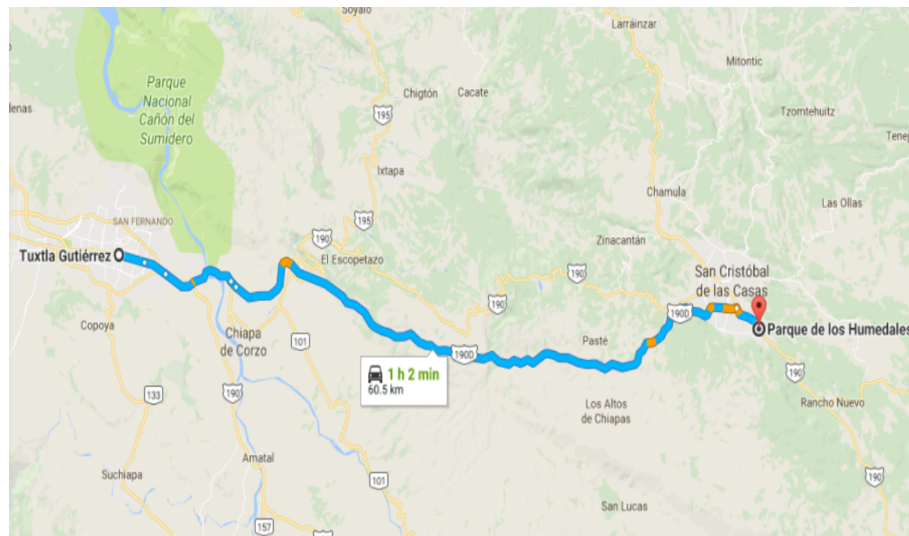 Soyaló
Larráinzar
Mitontic
Parque
Nacional
Cañón del
Sumidero
Chigtón
Cacate
195
Tzomtehuitz
Ixtapa
Chamula
Las Ollas
SAN FERNANDO
195
190
Zinacantán
Tuxtla Gutiérrez
El Escopetazo
190
San Cristóbal
de las Casas
190
190D
Parque de los Humedales
Copoya
Chiapa
de Corzo
101
Pasté
190D
1 h 2 min
60.5 km
190
133
190
Los Altos
de Chiapas
Rancho Nuevo
Amatal
Suchiapa
101
190
San Lucas
157